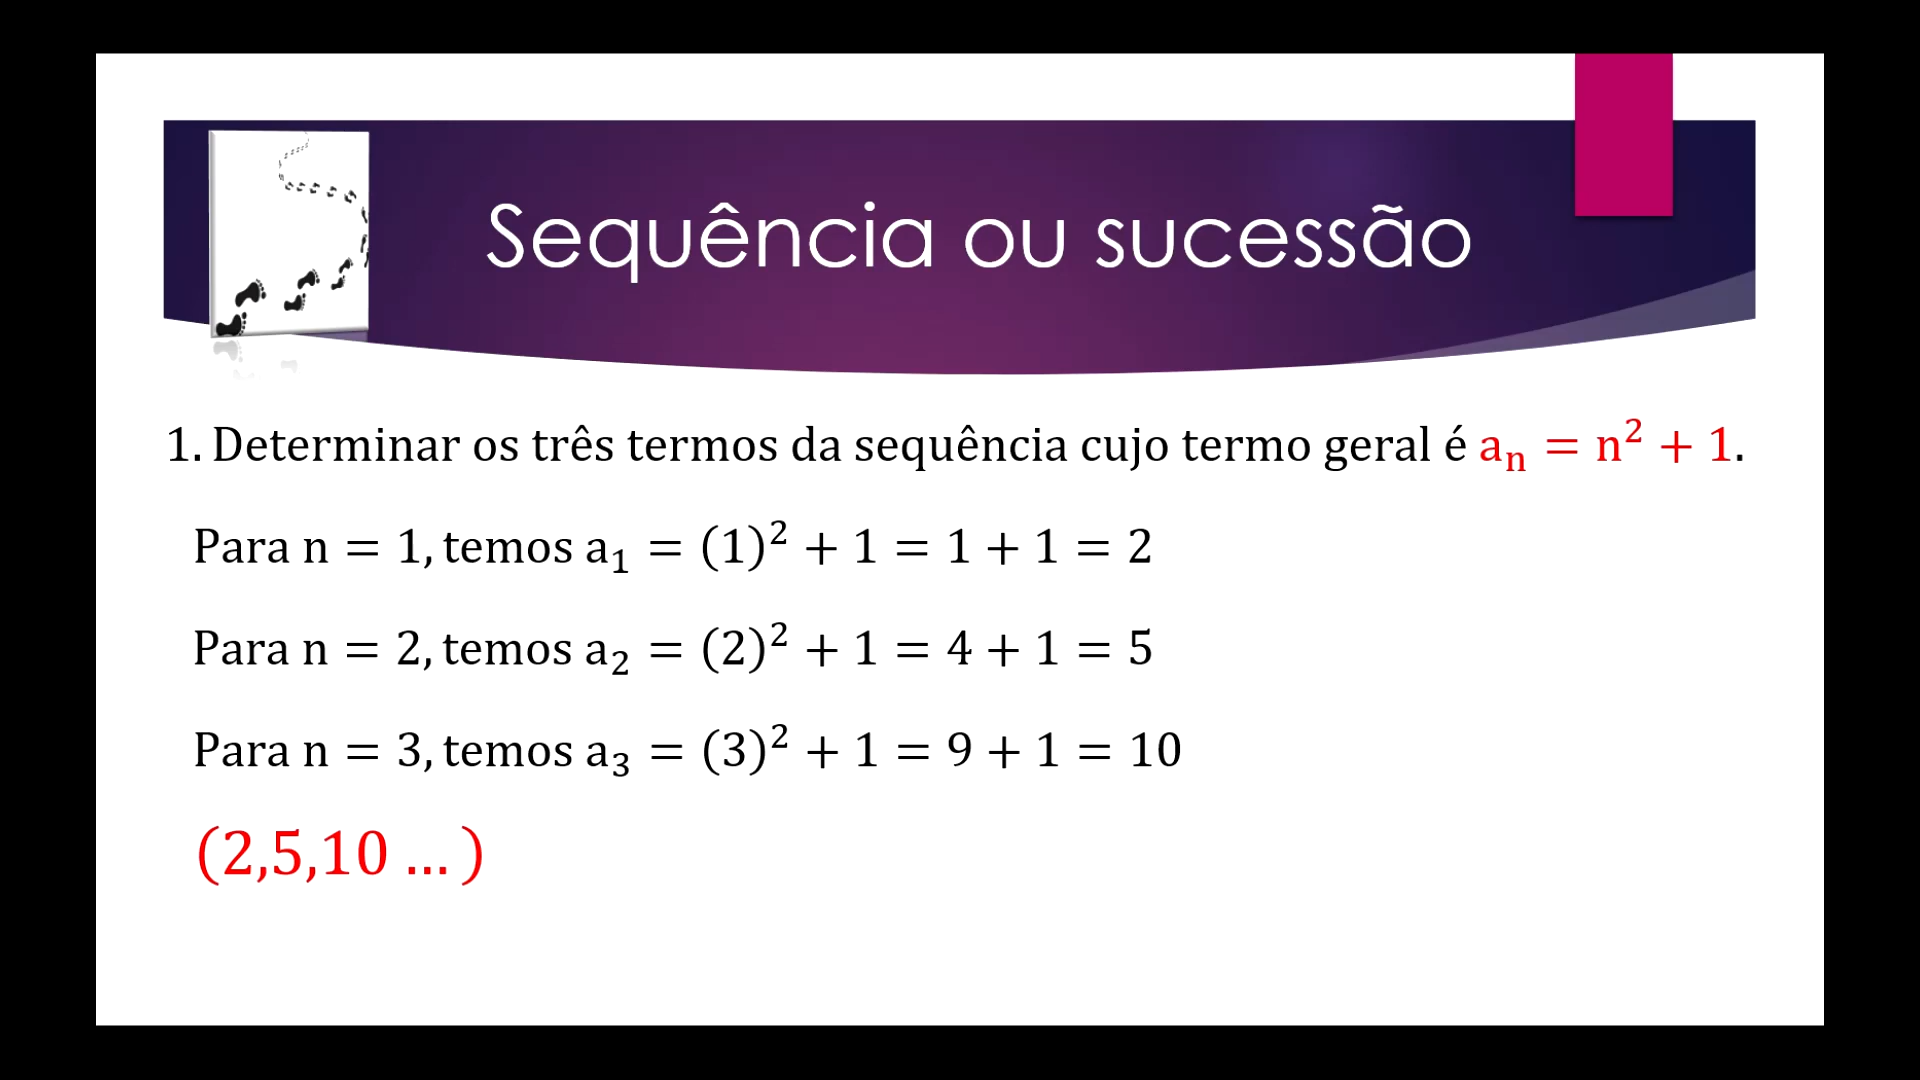 Sequência ou sucessão
1. Determinar os três termos da sequência cujo termo geral é aₙ = n² + 1.
Para n = 1, temos a₁ = (1)² + 1 = 1 + 1 = 2
Para n = 2, temos a₂ = (2)² + 1 = 4 + 1 = 5
Para n = 3, temos a₃ = (3)² + 1 = 9 + 1 = 10
(2,5,10 … )